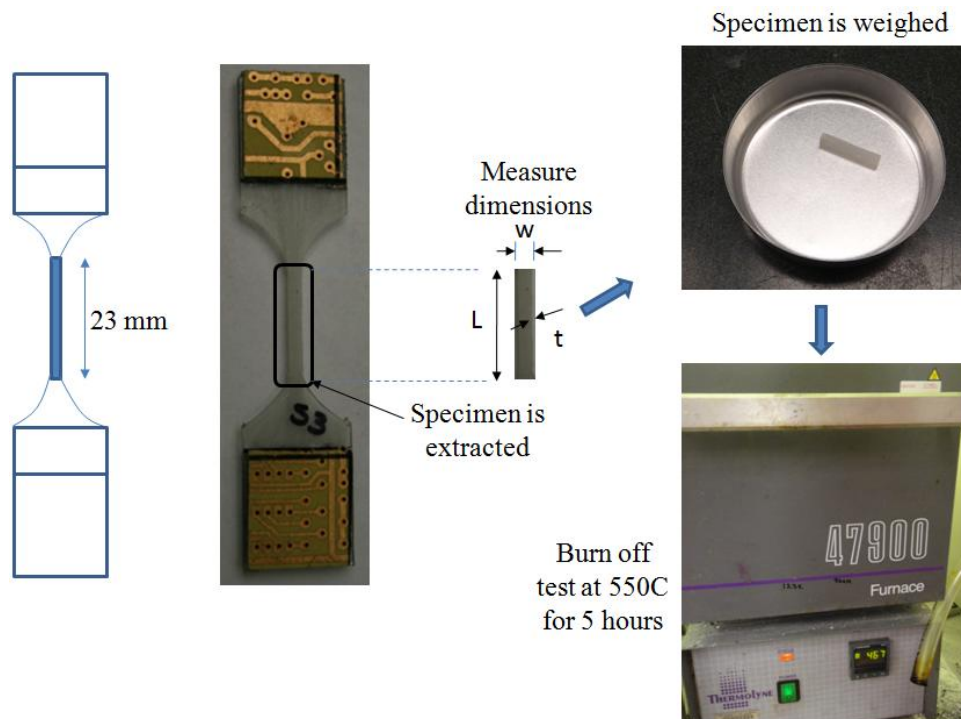 Specimen is weighed
23 mm
Measure
dimensions
w
L
t
S3
Specimen is
extracted
Burn off
test at 550C
for 5 hours
47900
Furnace
467
THERMOLYNE